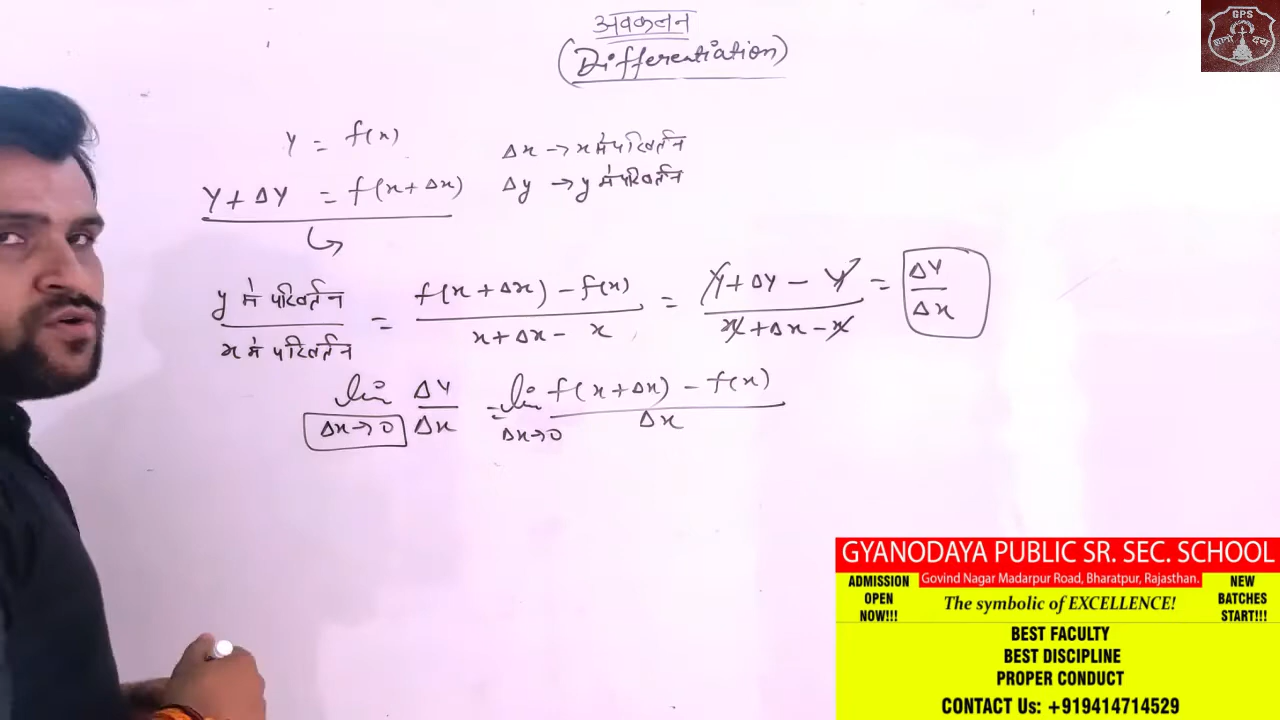 अवकलन
(Differentiation)
y = f(x)
Δx → x में परिवर्तन
y + Δy = f(x + Δx)
Δy → y में परिवर्तन
y में परिवर्तन / x में परिवर्तन = f(x + Δx) - f(x) / x + Δx - x = y + Δy - y / x + Δx - x = Δy / Δx
lim Δx→0 Δy / Δx = lim Δx→0 f(x + Δx) - f(x) / Δx
GPS
ज्ञानोदय
GYANODAYA PUBLIC SR. SEC. SCHOOL
Govind Nagar Madarpur Road, Bharatpur, Rajasthan.
ADMISSION OPEN NOW!!!
The symbolic of EXCELLENCE!
NEW BATCHES START!!!
BEST FACULTY
BEST DISCIPLINE
PROPER CONDUCT
CONTACT Us: +919414714529